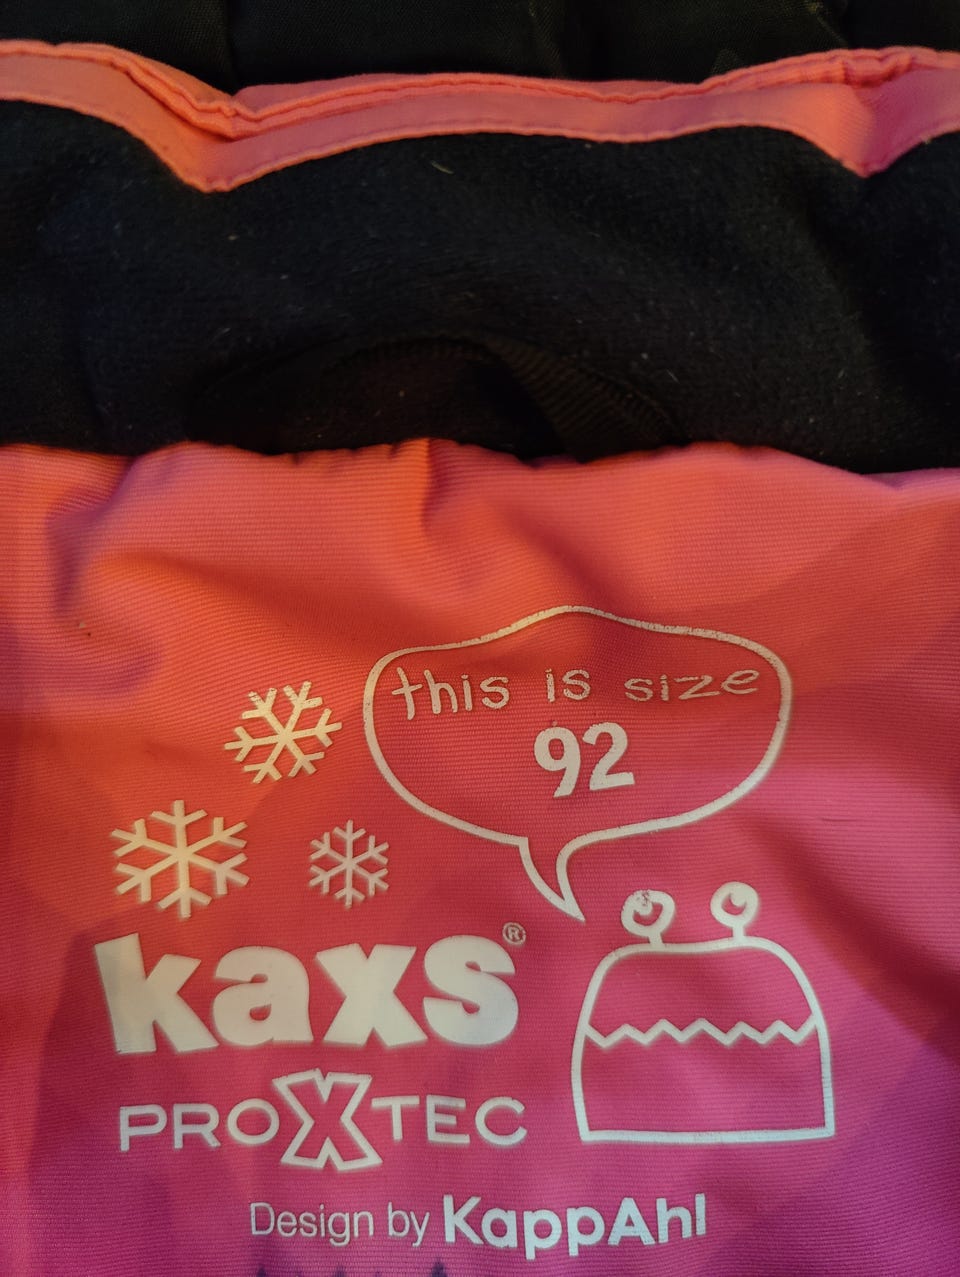 this is size
92
kaxs®
PROXTEC
Design by KappAhl